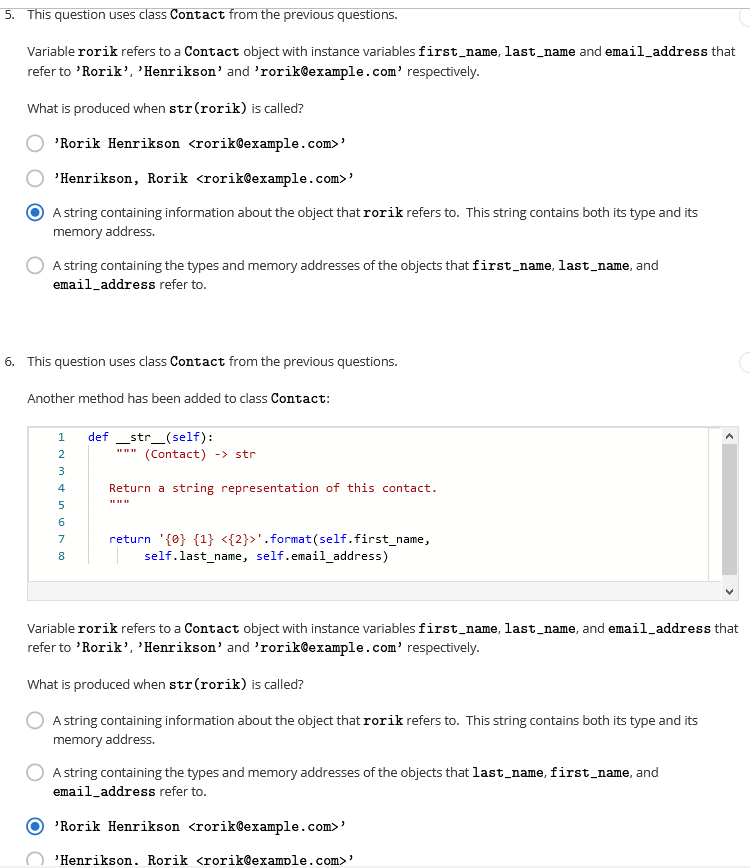 5. This question uses class Contact from the previous questions.
Variable rorik refers to a Contact object with instance variables first_name, last_name and email_address that
refer to ’Rorik’, ’Henrikson’ and ’rorik@example.com’ respectively.
What is produced when str(rorik) is called?
’Rorik Henrikson <rorik@example.com>’
’Henrikson, Rorik <rorik@example.com>’
A string containing information about the object that rorik refers to. This string contains both its type and its
memory address.
A string containing the types and memory addresses of the objects that first_name, last_name, and
email_address refer to.
6. This question uses class Contact from the previous questions.
Another method has been added to class Contact:
1 def __str__(self):
2 """ (Contact) -> str
3
4 Return a string representation of this contact.
5 """
6
7 return '{0} {1} <{2}>'.format(self.first_name,
8 self.last_name, self.email_address)
Variable rorik refers to a Contact object with instance variables first_name, last_name, and email_address that
refer to ’Rorik’, ’Henrikson’ and ’rorik@example.com’ respectively.
What is produced when str(rorik) is called?
A string containing information about the object that rorik refers to. This string contains both its type and its
memory address.
A string containing the types and memory addresses of the objects that last_name, first_name, and
email_address refer to.
’Rorik Henrikson <rorik@example.com>’
’Henrikson, Rorik <rorik@example.com>’